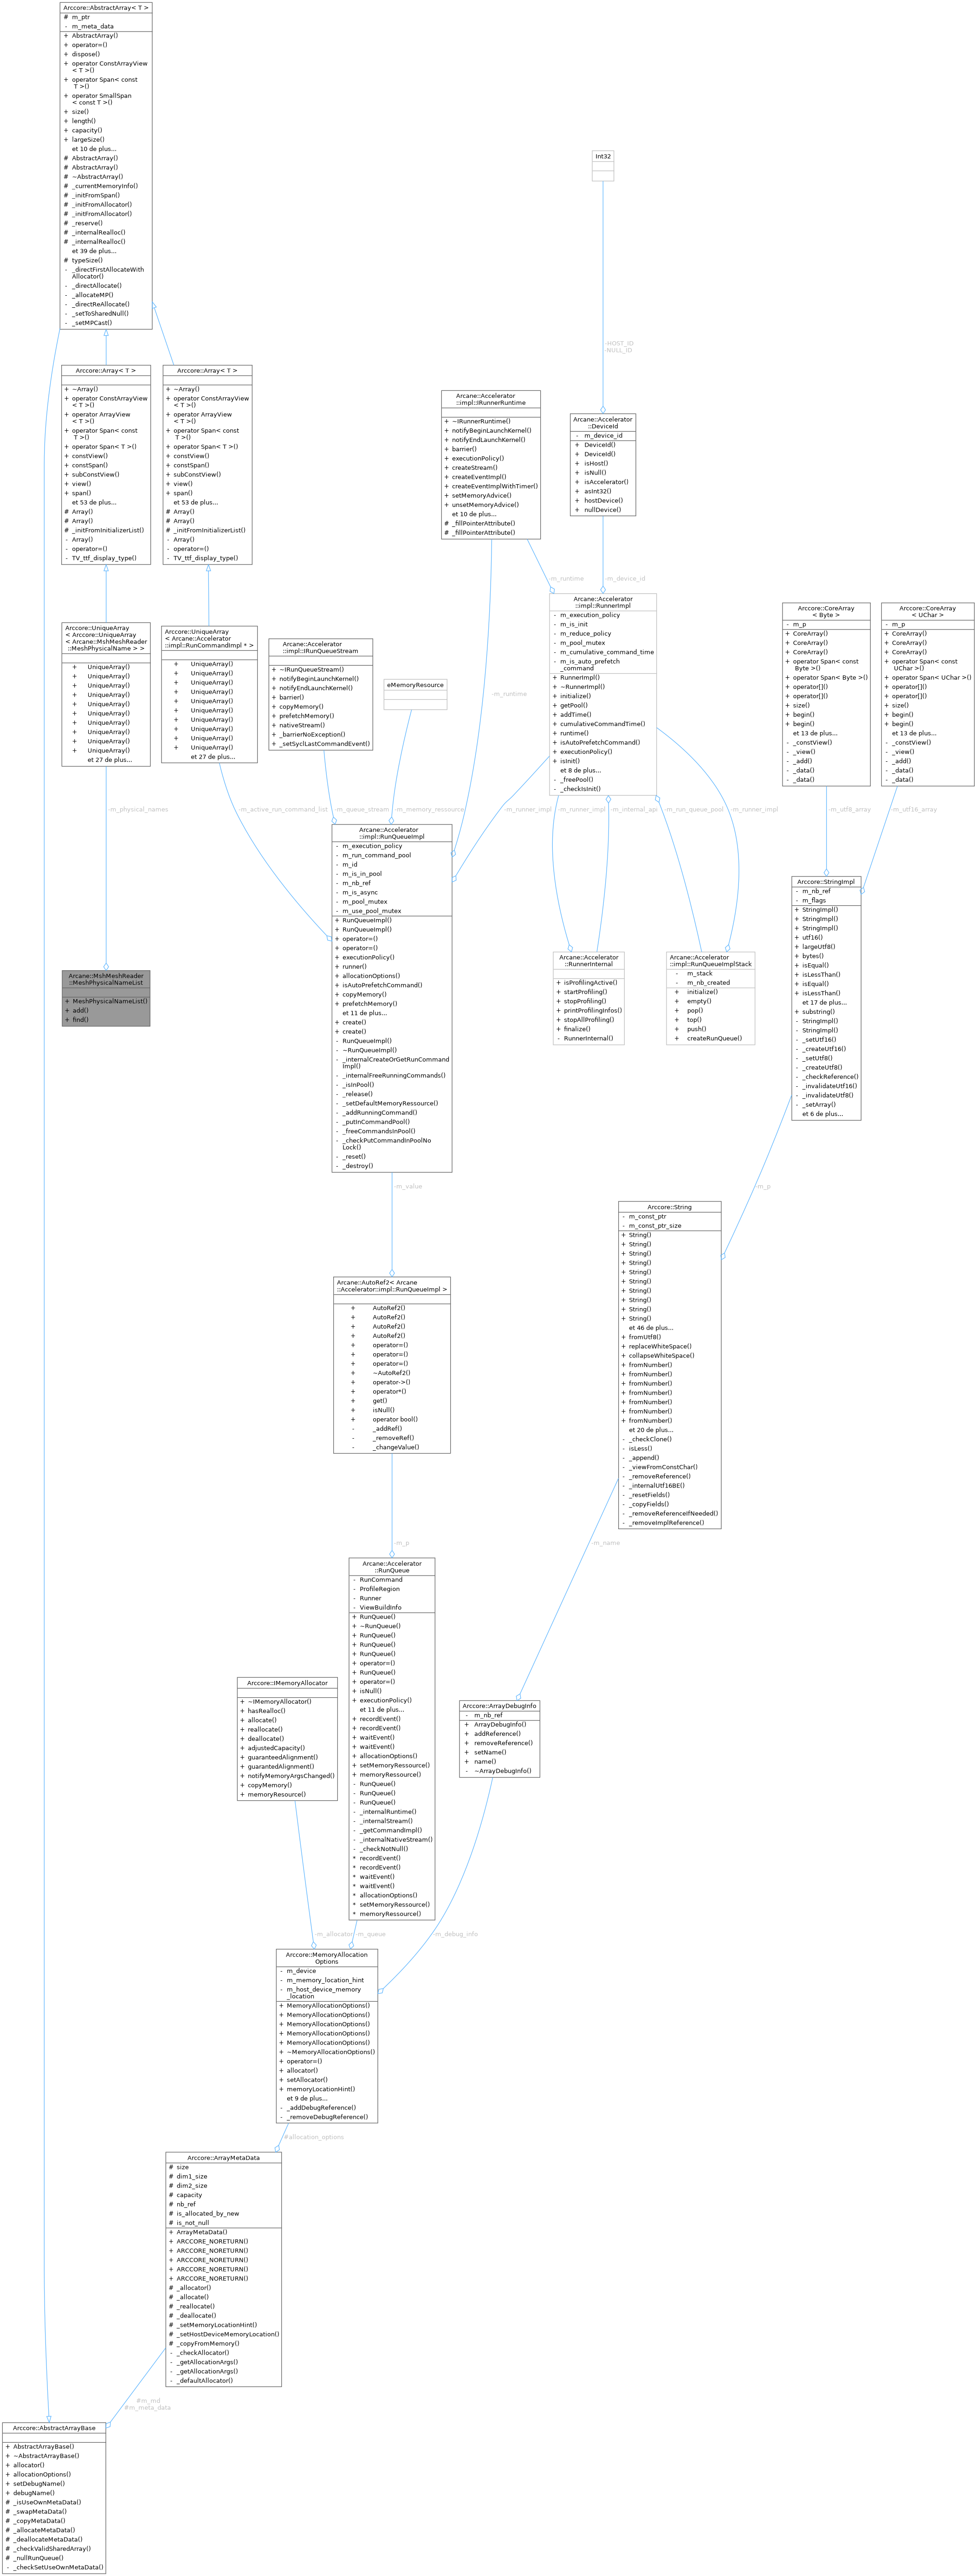 Arccore::AbstractArray< T >
# m_ptr
- m_meta_data
+ AbstractArray()
+ operator=()
+ dispose()
+ operator ConstArrayView
< T >()
+ operator Span< const
T >()
+ operator SmallSpan
< const T >()
+ size()
+ length()
+ capacity()
+ largeSize()
et 10 de plus...
# AbstractArray()
# AbstractArray()
# ~AbstractArray()
# _currentMemoryInfo()
# _initFromSpan()
# _initFromAllocator()
# _initFromAllocator()
# _reserve()
# _internalRealloc()
# _internalRealloc()
et 39 de plus...
# typeSize()
- _directFirstAllocateWith
Allocator()
- _directAllocate()
- _allocateMP()
- _directReAllocate()
- _setToSharedNull()
- _setMPCast()
Int32
-HOST_ID
-NULL_ID
Arccore::Array< T >
+ ~Array()
+ operator ConstArrayView
< T >()
+ operator ArrayView
< T >()
+ operator Span< const
T >()
+ operator Span< T >()
+ constView()
+ constSpan()
+ subConstView()
+ view()
+ span()
et 53 de plus...
# Array()
# Array()
# _initFromInitializerList()
- Array()
- operator=()
- TV_ttf_display_type()
Arccore::Array< T >
+ ~Array()
+ operator ConstArrayView
< T >()
+ operator ArrayView
< T >()
+ operator Span< const
T >()
+ operator Span< T >()
+ constView()
+ constSpan()
+ subConstView()
+ view()
+ span()
et 53 de plus...
# Array()
# Array()
# _initFromInitializerList()
- Array()
- operator=()
- TV_ttf_display_type()
Arcane::Accelerator
::impl::IRunnerRuntime
+ ~IRunnerRuntime()
+ notifyBeginLaunchKernel()
+ notifyEndLaunchKernel()
+ barrier()
+ executionPolicy()
+ createStream()
+ createEventImpl()
+ createEventImplWithTimer()
+ setMemoryAdvice()
+ unsetMemoryAdvice()
et 10 de plus...
# _fillPointerAttribute()
# _fillPointerAttribute()
Arcane::Accelerator
::DeviceId
- m_device_id
+ DeviceId()
+ DeviceId()
+ isHost()
+ isNull()
+ isAccelerator()
+ asInt32()
+ hostDevice()
+ nullDevice()
-m_runtime
-m_device_id
Arccore::UniqueArray
< Arccore::UniqueArray
< Arcane::MshMeshReader
::MeshPhysicalName > >
+ UniqueArray()
+ UniqueArray()
+ UniqueArray()
+ UniqueArray()
+ UniqueArray()
+ UniqueArray()
+ UniqueArray()
+ UniqueArray()
+ UniqueArray()
+ UniqueArray()
et 27 de plus...
Arccore::UniqueArray
< Arcane::Accelerator
::impl::RunCommandImpl * >
+ UniqueArray()
+ UniqueArray()
+ UniqueArray()
+ UniqueArray()
+ UniqueArray()
+ UniqueArray()
+ UniqueArray()
+ UniqueArray()
+ UniqueArray()
+ UniqueArray()
et 27 de plus...
Arcane::Accelerator
::impl::IRunQueueStream
+ ~IRunQueueStream()
+ notifyBeginLaunchKernel()
+ notifyEndLaunchKernel()
+ barrier()
+ copyMemory()
+ prefetchMemory()
+ nativeStream()
+ _barrierNoException()
+ _setSyclLastCommandEvent()
eMemoryResource
-m_runtime
Arcane::Accelerator
::impl::RunnerImpl
- m_execution_policy
- m_is_init
- m_reduce_policy
- m_pool_mutex
- m_cumulative_command_time
- m_is_auto_prefetch
_command
+ RunnerImpl()
+ ~RunnerImpl()
+ initialize()
+ getPool()
+ addTime()
+ cumulativeCommandTime()
+ runtime()
+ isAutoPrefetchCommand()
+ executionPolicy()
+ isInit()
et 8 de plus...
- _freePool()
- _checkIsInit()
Arccore::CoreArray
< Byte >
- m_p
+ CoreArray()
+ CoreArray()
+ CoreArray()
+ operator Span< const
Byte >()
+ operator Span< Byte >()
+ operator[]()
+ operator[]()
+ size()
+ begin()
+ begin()
et 13 de plus...
- _constView()
- _view()
- _add()
- _data()
- _data()
Arccore::CoreArray
< UChar >
- m_p
+ CoreArray()
+ CoreArray()
+ CoreArray()
+ operator Span< const
UChar >()
+ operator Span< UChar >()
+ operator[]()
+ operator[]()
+ size()
+ begin()
+ begin()
et 13 de plus...
- _constView()
- _view()
- _add()
- _data()
- _data()
-m_physical_names
-m_active_run_command_list
-m_queue_stream
-m_memory_ressource
-m_runner_impl
-m_runner_impl
-m_internal_api
-m_run_queue_pool
-m_runner_impl
-m_utf8_array
-m_utf16_array
Arcane::MshMeshReader
::MeshPhysicalNameList
+ MeshPhysicalNameList()
+ add()
+ find()
Arcane::Accelerator
::impl::RunQueueImpl
- m_execution_policy
- m_run_command_pool
- m_id
- m_is_in_pool
- m_nb_ref
- m_is_async
- m_pool_mutex
- m_use_pool_mutex
+ RunQueueImpl()
+ RunQueueImpl()
+ operator=()
+ operator=()
+ executionPolicy()
+ runner()
+ allocationOptions()
+ isAutoPrefetchCommand()
+ copyMemory()
+ prefetchMemory()
et 11 de plus...
+ create()
+ create()
- RunQueueImpl()
- ~RunQueueImpl()
- _internalCreateOrGetRunCommand
Impl()
- _internalFreeRunningCommands()
- _isInPool()
- _release()
- _setDefaultMemoryRessource()
- _addRunningCommand()
- _putInCommandPool()
- _freeCommandsInPool()
- _checkPutCommandInPoolNo
Lock()
- _reset()
- _destroy()
Arcane::Accelerator
::RunnerInternal
+ isProfilingActive()
+ startProfiling()
+ stopProfiling()
+ printProfilingInfos()
+ stopAllProfiling()
+ finalize()
- RunnerInternal()
Arcane::Accelerator
::impl::RunQueueImplStack
- m_stack
- m_nb_created
+ initialize()
+ empty()
+ pop()
+ top()
+ push()
+ createRunQueue()
Arccore::StringImpl
- m_nb_ref
- m_flags
+ StringImpl()
+ StringImpl()
+ StringImpl()
+ utf16()
+ largeUtf8()
+ bytes()
+ isEqual()
+ isLessThan()
+ isEqual()
+ isLessThan()
et 17 de plus...
+ substring()
- StringImpl()
- StringImpl()
- _setUtf16()
- _createUtf16()
- _setUtf8()
- _createUtf8()
- _checkReference()
- _invalidateUtf16()
- _invalidateUtf8()
- _setArray()
et 6 de plus...
-m_value
-m_p
Arccore::String
- m_const_ptr
- m_const_ptr_size
+ String()
+ String()
+ String()
+ String()
+ String()
+ String()
+ String()
+ String()
+ String()
+ String()
et 46 de plus...
+ fromUtf8()
+ replaceWhiteSpace()
+ collapseWhiteSpace()
+ fromNumber()
+ fromNumber()
+ fromNumber()
+ fromNumber()
+ fromNumber()
+ fromNumber()
+ fromNumber()
et 20 de plus...
- _checkClone()
- isLess()
- _append()
- _viewFromConstChar()
- _removeReference()
- _internalUtf16BE()
- _resetFields()
- _copyFields()
- _removeReferenceIfNeeded()
- _removeImplReference()
Arcane::AutoRef2< Arcane
::Accelerator::impl::RunQueueImpl >
+ AutoRef2()
+ AutoRef2()
+ AutoRef2()
+ AutoRef2()
+ operator=()
+ operator=()
+ operator=()
+ ~AutoRef2()
+ operator->()
+ operator*()
+ get()
+ isNull()
+ operator bool()
- _addRef()
- _removeRef()
- _changeValue()
-m_p
-m_name
Arcane::Accelerator
::RunQueue
- RunCommand
- ProfileRegion
- Runner
- ViewBuildInfo
+ RunQueue()
+ ~RunQueue()
+ RunQueue()
+ RunQueue()
+ RunQueue()
+ operator=()
+ RunQueue()
+ operator=()
+ isNull()
+ executionPolicy()
et 11 de plus...
+ recordEvent()
+ recordEvent()
+ waitEvent()
+ waitEvent()
+ allocationOptions()
+ setMemoryRessource()
+ memoryRessource()
- RunQueue()
- RunQueue()
- RunQueue()
- _internalRuntime()
- _internalStream()
- _getCommandImpl()
- _internalNativeStream()
- _checkNotNull()
* recordEvent()
* recordEvent()
* waitEvent()
* waitEvent()
* allocationOptions()
* setMemoryRessource()
* memoryRessource()
Arccore::IMemoryAllocator
+ ~IMemoryAllocator()
+ hasRealloc()
+ allocate()
+ reallocate()
+ deallocate()
+ adjustedCapacity()
+ guaranteedAlignment()
+ guarantedAlignment()
+ notifyMemoryArgsChanged()
+ copyMemory()
+ memoryResource()
Arccore::ArrayDebugInfo
- m_nb_ref
+ ArrayDebugInfo()
+ addReference()
+ removeReference()
+ setName()
+ name()
- ~ArrayDebugInfo()
-m_allocator
-m_queue
-m_debug_info
Arccore::MemoryAllocation
Options
- m_device
- m_memory_location_hint
- m_host_device_memory
_location
+ MemoryAllocationOptions()
+ MemoryAllocationOptions()
+ MemoryAllocationOptions()
+ MemoryAllocationOptions()
+ MemoryAllocationOptions()
+ ~MemoryAllocationOptions()
+ operator=()
+ allocator()
+ setAllocator()
+ memoryLocationHint()
et 9 de plus...
- _addDebugReference()
- _removeDebugReference()
#allocation_options
Arccore::ArrayMetaData
# size
# dim1_size
# dim2_size
# capacity
# nb_ref
# is_allocated_by_new
# is_not_null
+ ArrayMetaData()
+ ARCCORE_NORETURN()
+ ARCCORE_NORETURN()
+ ARCCORE_NORETURN()
+ ARCCORE_NORETURN()
+ ARCCORE_NORETURN()
# _allocator()
# _allocate()
# _reallocate()
# _deallocate()
# _setMemoryLocationHint()
# _setHostDeviceMemoryLocation()
# _copyFromMemory()
- _checkAllocator()
- _getAllocationArgs()
- _getAllocationArgs()
- _defaultAllocator()
#m_md
#m_meta_data
Arccore::AbstractArrayBase
+ AbstractArrayBase()
+ ~AbstractArrayBase()
+ allocator()
+ allocationOptions()
+ setDebugName()
+ debugName()
# _isUseOwnMetaData()
# _swapMetaData()
# _copyMetaData()
# _allocateMetaData()
# _deallocateMetaData()
# _checkValidSharedArray()
# _nullRunQueue()
- _checkSetUseOwnMetaData()